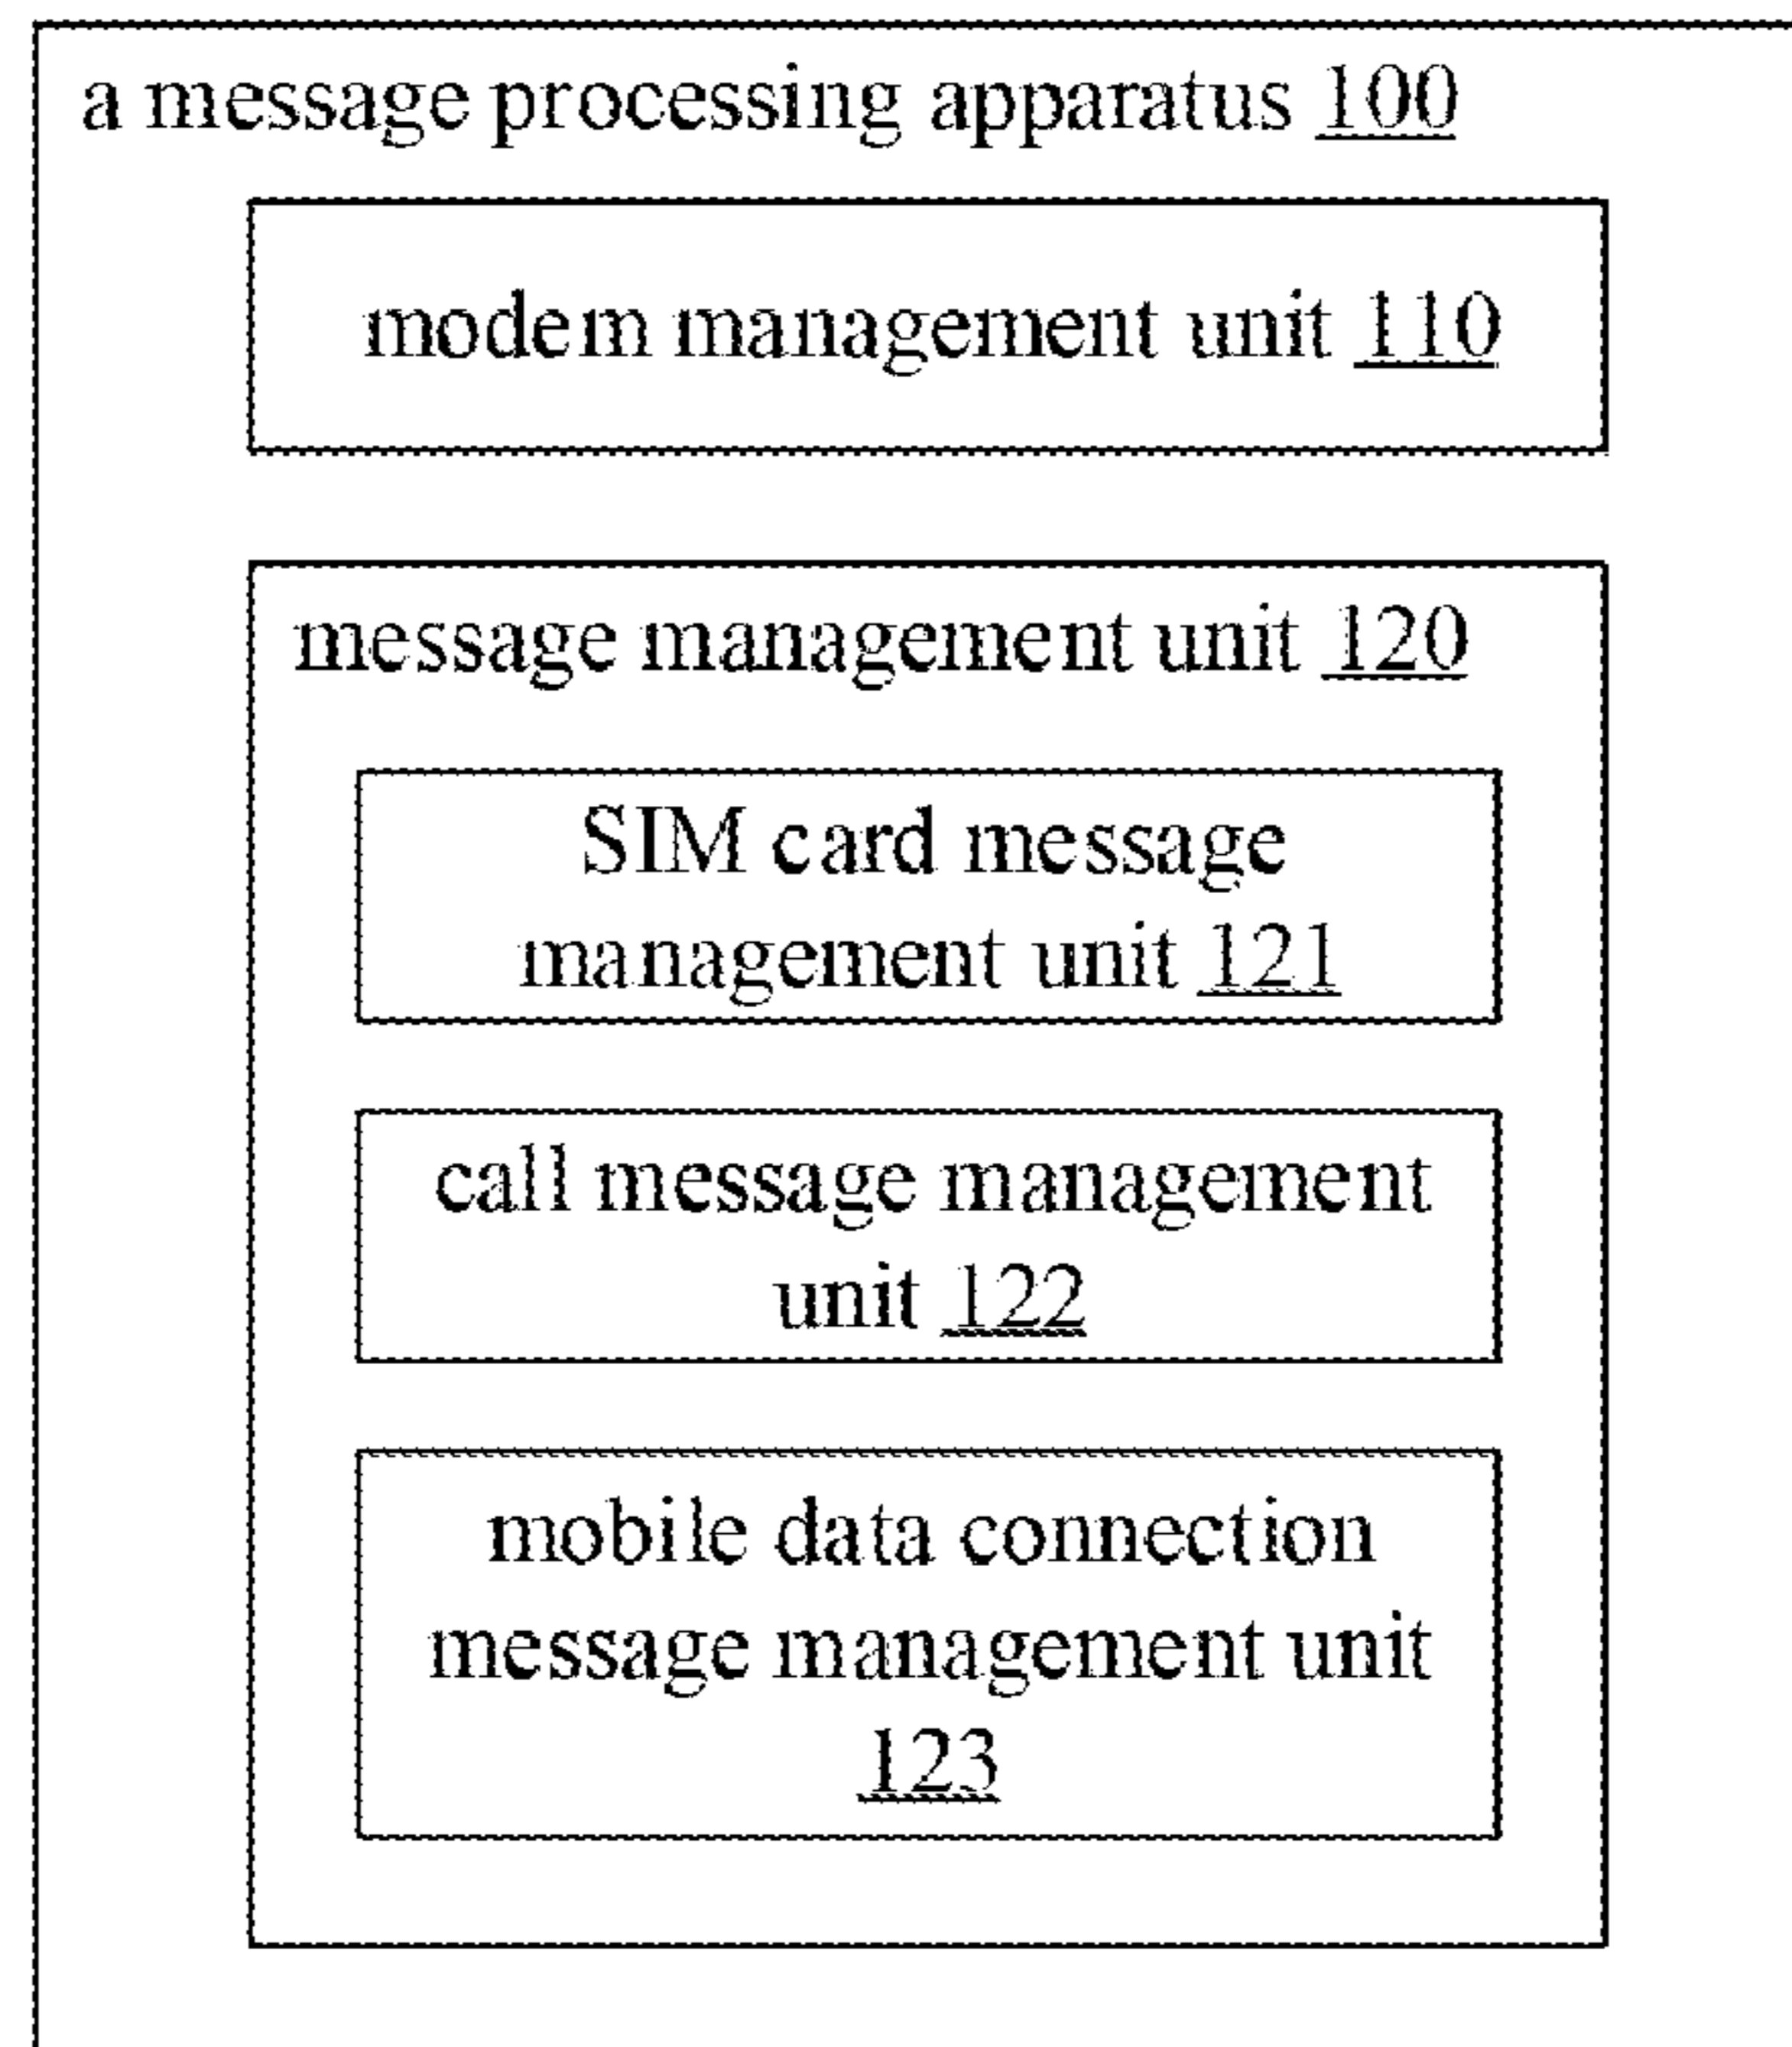 a message processing apparatus 100
modem management unit 110
message management unit 120
SIM card message
management unit 121
call message management
unit 122
mobile data connection
message management unit
123